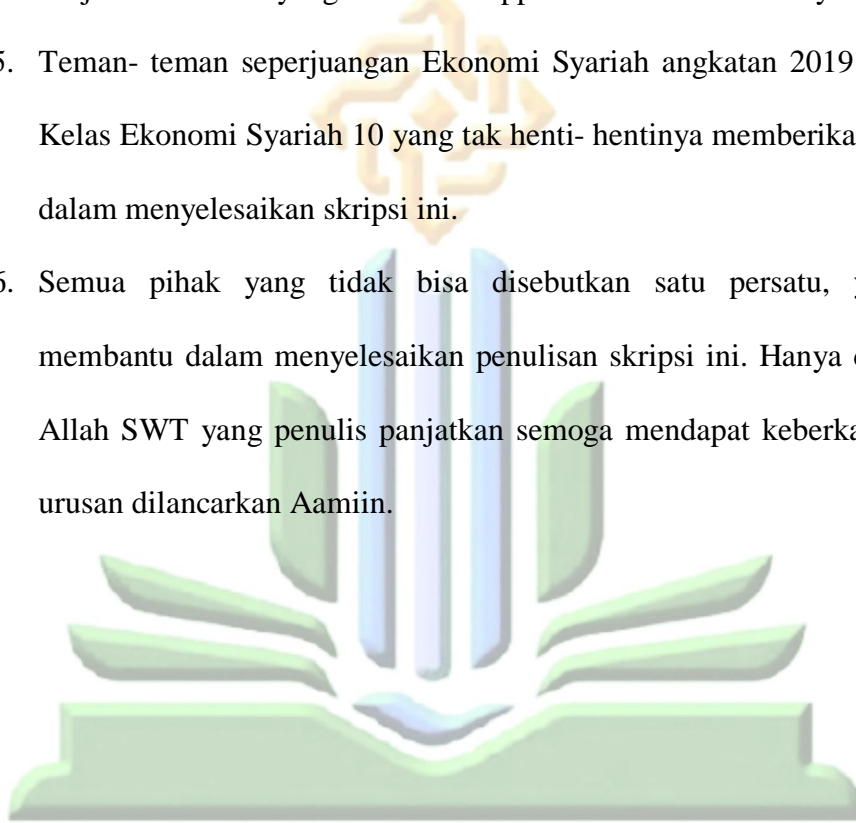 5. Teman- teman seperjuangan Ekonomi Syariah angkatan 2019
Kelas Ekonomi Syariah 10 yang tak henti- hentinya
dalam menyelesaikan skripsi ini.
6. Semua pihak yang tidak bisa disebutkan satu persatu,
membantu dalam menyelesaikan penulisan skripsi ini. Hanya
Allah SWT yang penulis panjatkan semoga mendapat
urusan dilancarkan Aamiin.